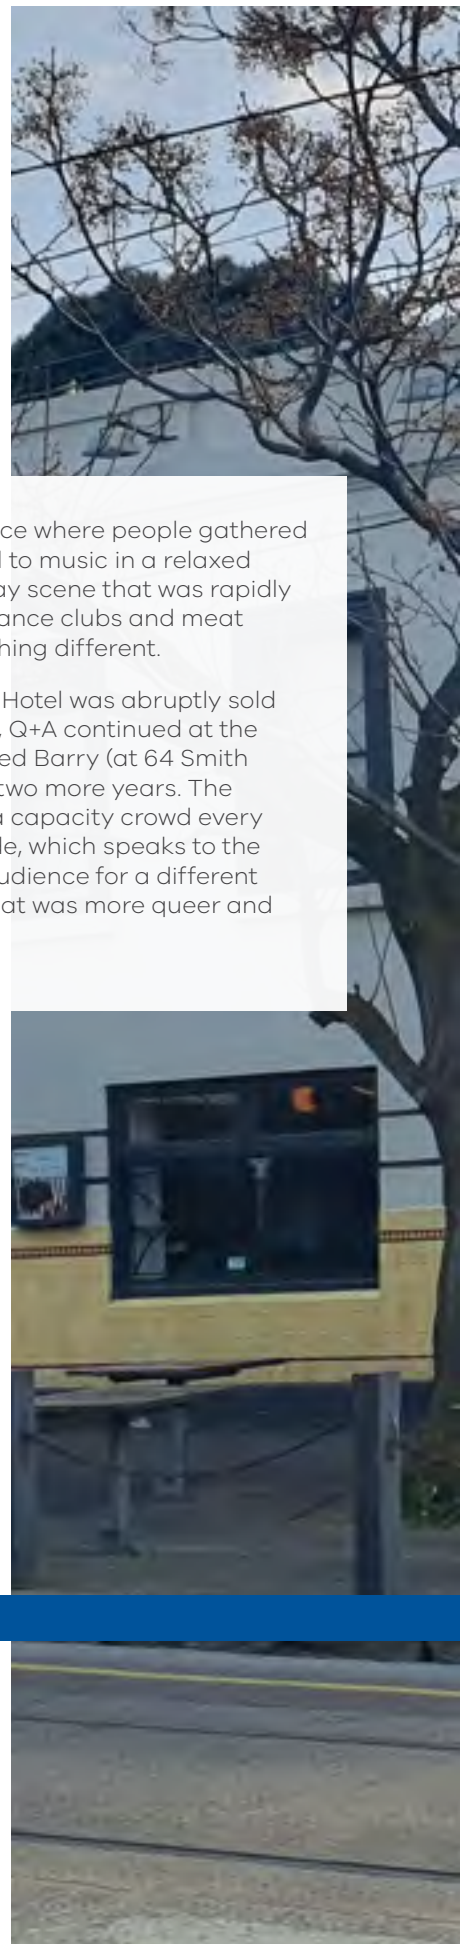 ce where people gathered
to music in a relaxed
ay scene that was rapidly
ance clubs and meat
hing different.
Hotel was abruptly sold
, Q+A continued at the
ed Barry (at 64 Smith
two more years. The
a capacity crowd every
le, which speaks to the
udience for a different
at was more queer and